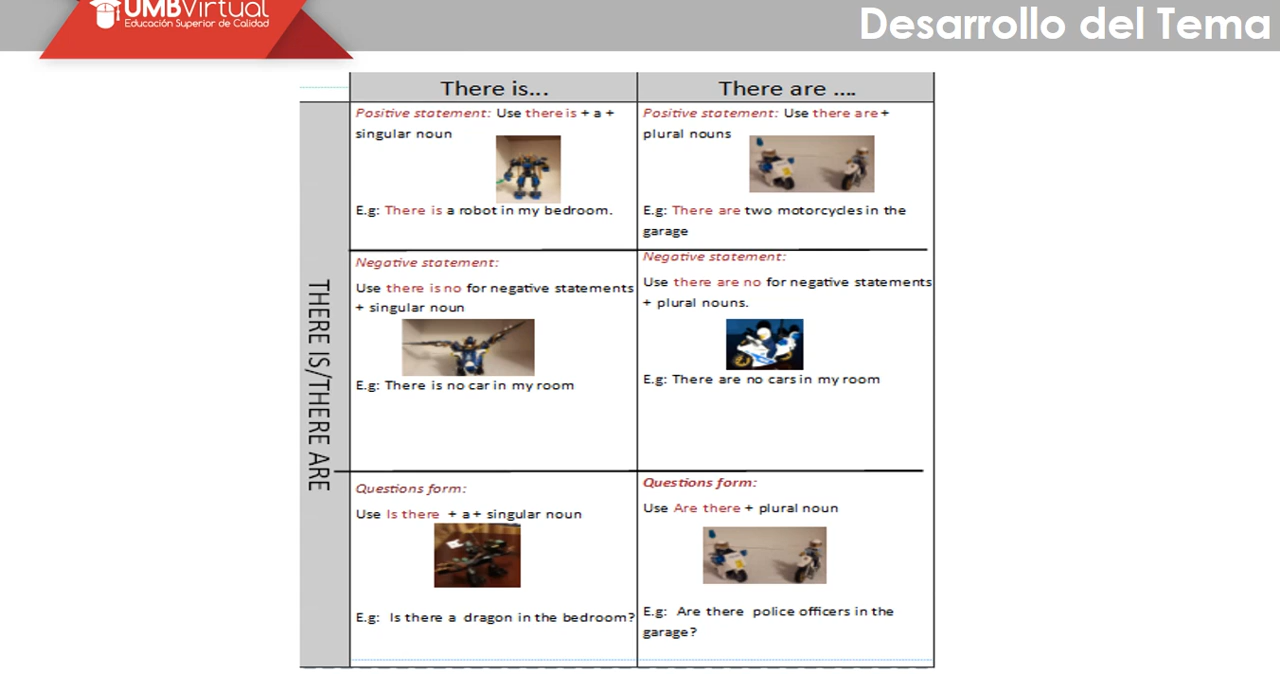 UMBVirtual
Educación Superior de Calidad
Desarrollo del Tema
There is...
There are ....
THERE IS/THERE ARE
Positive statement: Use there is + a +
singular noun
E.g: There is a robot in my bedroom.
Positive statement: Use there are +
plural nouns
E.g: There are two motorcycles in the
garage
Negative statement:
Use there is no for negative statements
+ singular noun
E.g: There is no car in my room
Negative statement:
Use there are no for negative statements
+ plural nouns.
E.g: There are no cars in my room
Questions form:
Use Is there + a + singular noun
E.g: Is there a dragon in the bedroom?
Questions form:
Use Are there + plural noun
E.g: Are there police officers in the
garage?